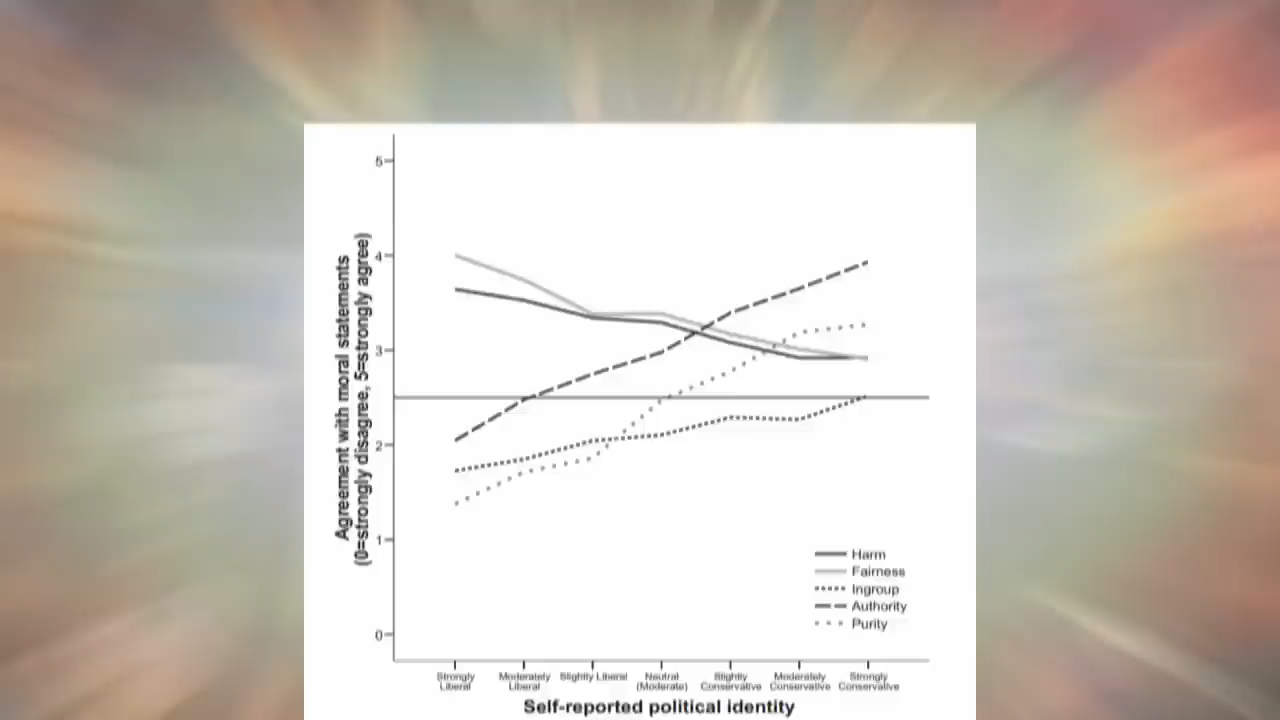 5
4
3
2
1
0
Agreement with moral statements
(0=strongly disagree, 5=strongly agree)
Harm
Fairness
Ingroup
Authority
Purity
Strongly
Liberal
Moderately
Liberal
Slightly Liberal
Neutral
(Moderate)
Slightly
Conservative
Moderately
Conservative
Strongly
Conservative
Self-reported political identity